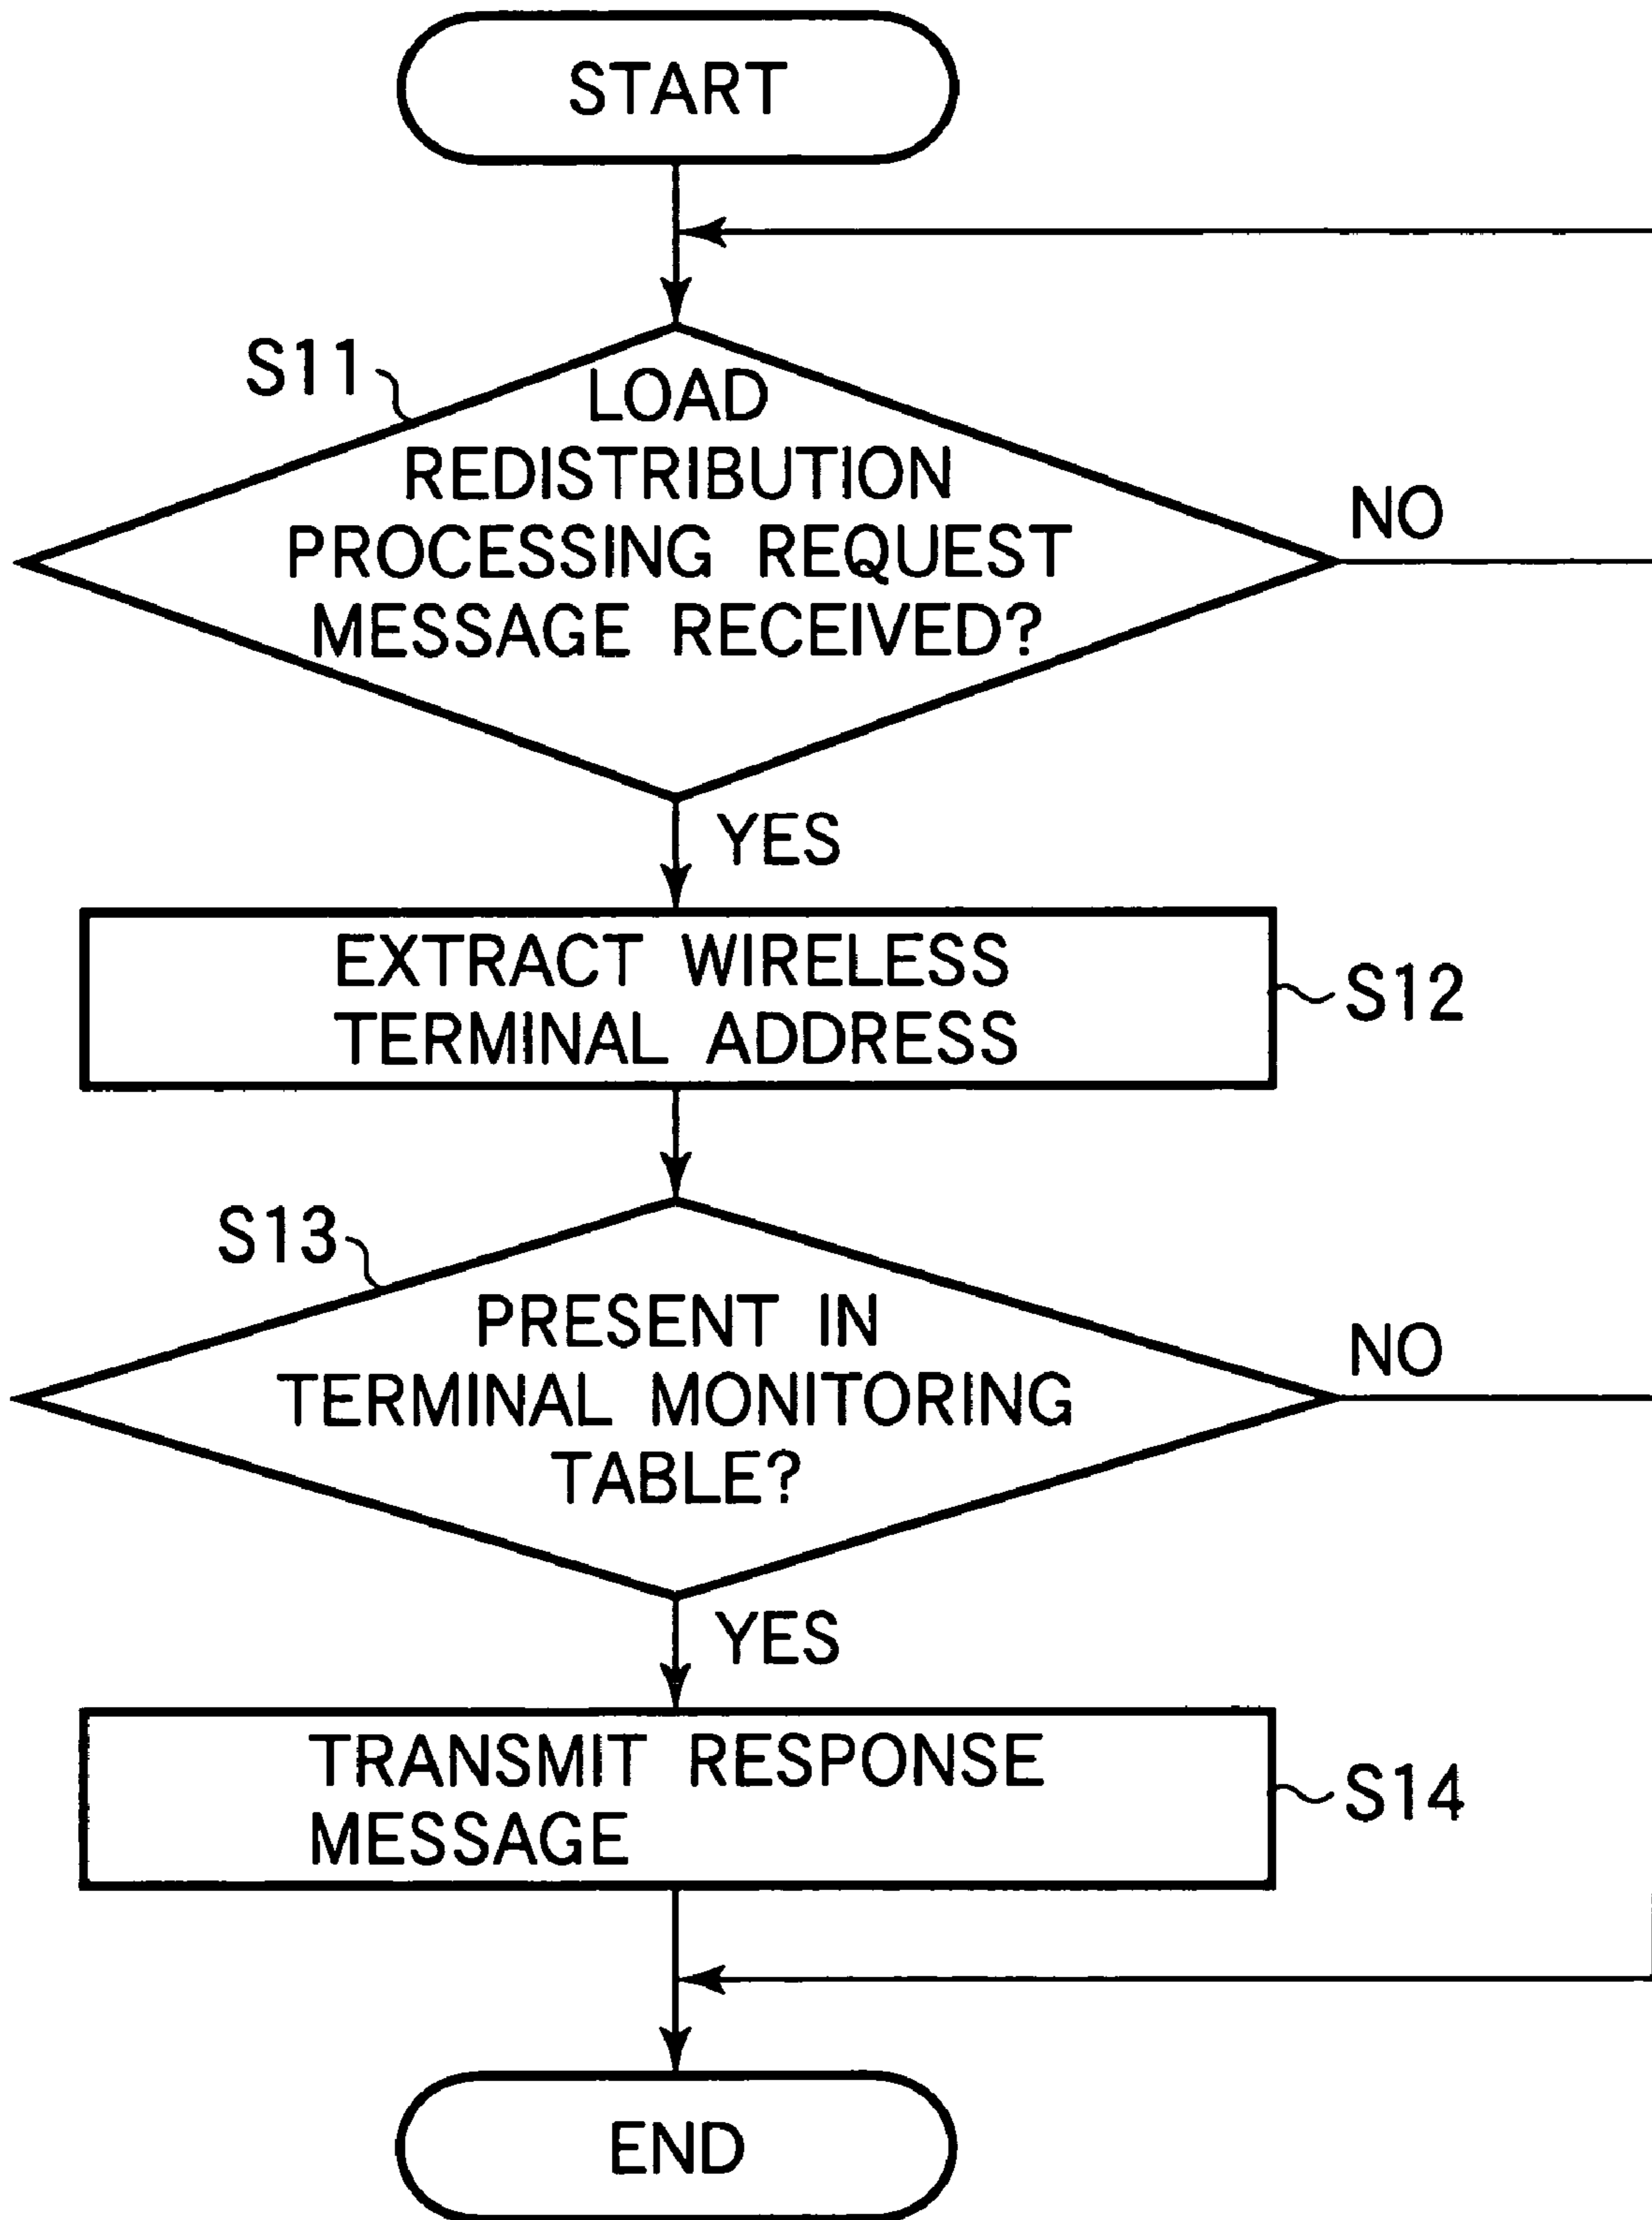 START
S11
LOAD
REDISTRIBUTION
PROCESSING REQUEST
MESSAGE RECEIVED?
NO
YES
EXTRACT WIRELESS
TERMINAL ADDRESS
S12
S13
PRESENT IN
TERMINAL MONITORING
TABLE?
NO
YES
TRANSMIT RESPONSE
MESSAGE
S14
END